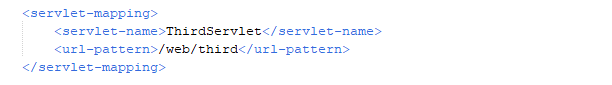 <servlet-mapping>
    <servlet-name>ThirdServlet</servlet-name>
    <url-pattern>/web/third</url-pattern>
</servlet-mapping>